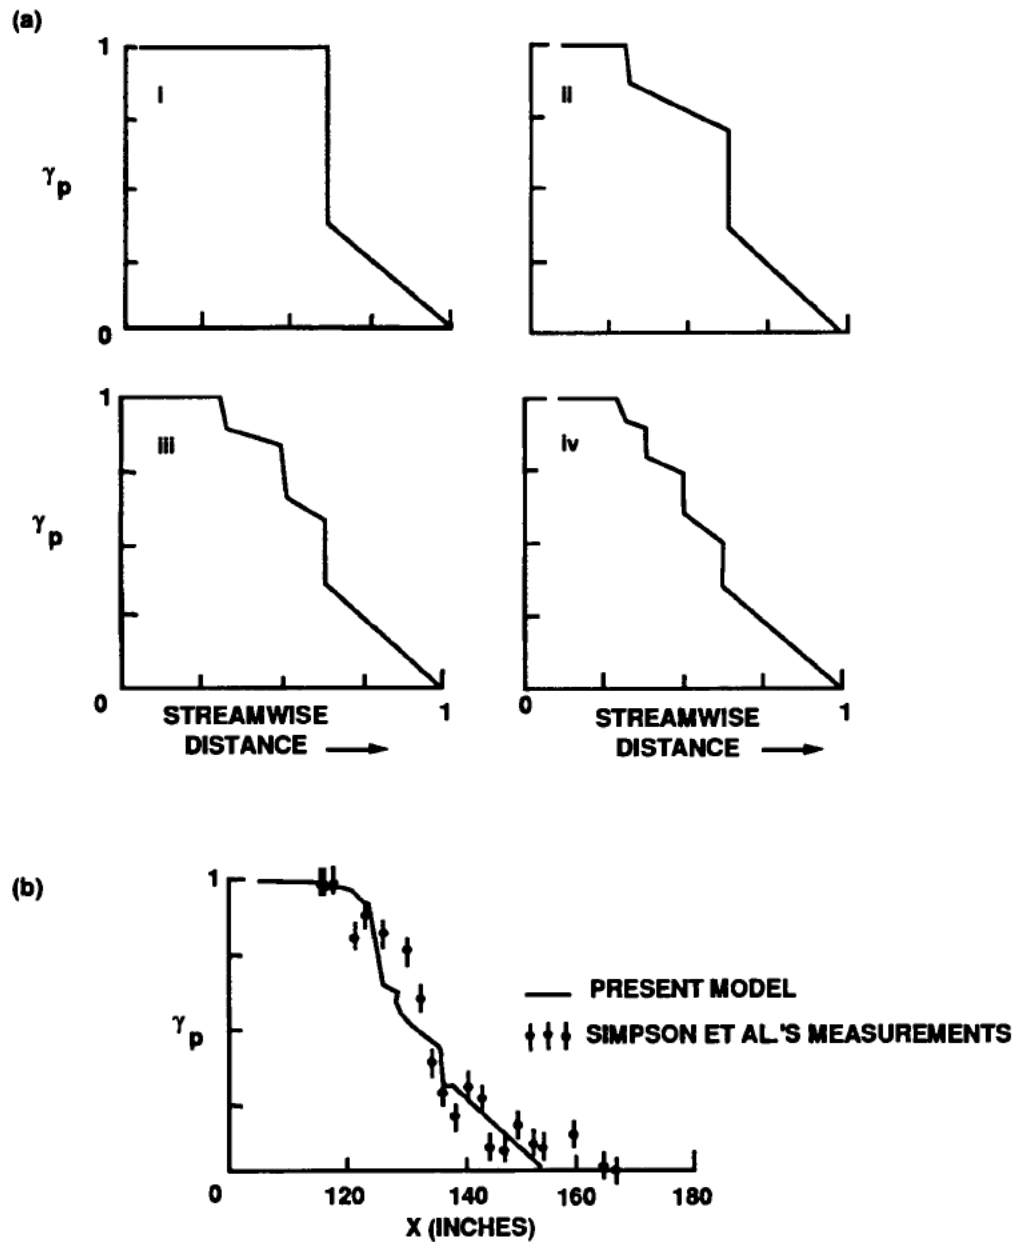 (a)
1
i
ii
γp
0
1
iii
iv
γp
0
1
0
1
STREAMWISE
DISTANCE
STREAMWISE
DISTANCE
(b)
1
PRESENT MODEL
γp
SIMPSON ET AL.'S MEASUREMENTS
0
120
140
160
180
X (INCHES)